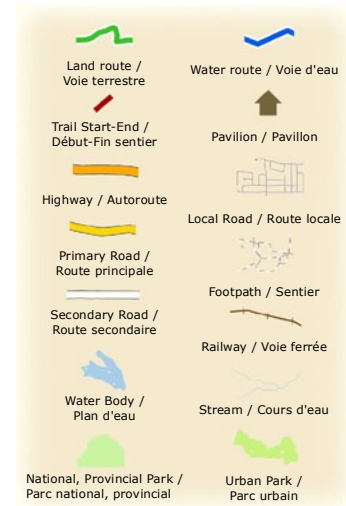 Land route /
Voie terrestre
Water route / Voie d'eau
Trail Start-End /
Début-Fin sentier
Pavilion / Pavillon
Highway / Autoroute
Local Road / Route locale
Primary Road /
Route principale
Footpath / Sentier
Secondary Road /
Route secondaire
Railway / Voie ferrée
Water Body /
Plan d'eau
Stream / Cours d'eau
National, Provincial Park /
Parc national, provincial
Urban Park /
Parc urbain